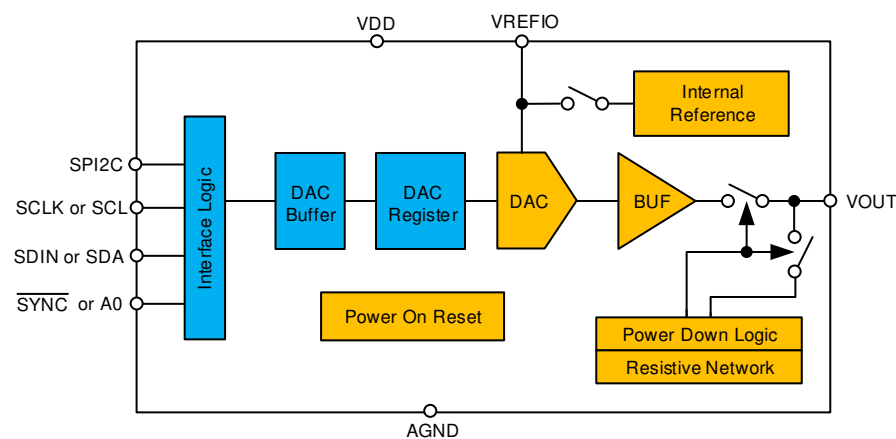 VDD
VREFIO
Internal
Reference
SPI2C
SCLK or SCL
SDIN or SDA
SYNC or A0
Interface Logic
DAC
Buffer
DAC
Register
DAC
BUF
VOUT
Power On Reset
Power Down Logic
Resistive Network
AGND